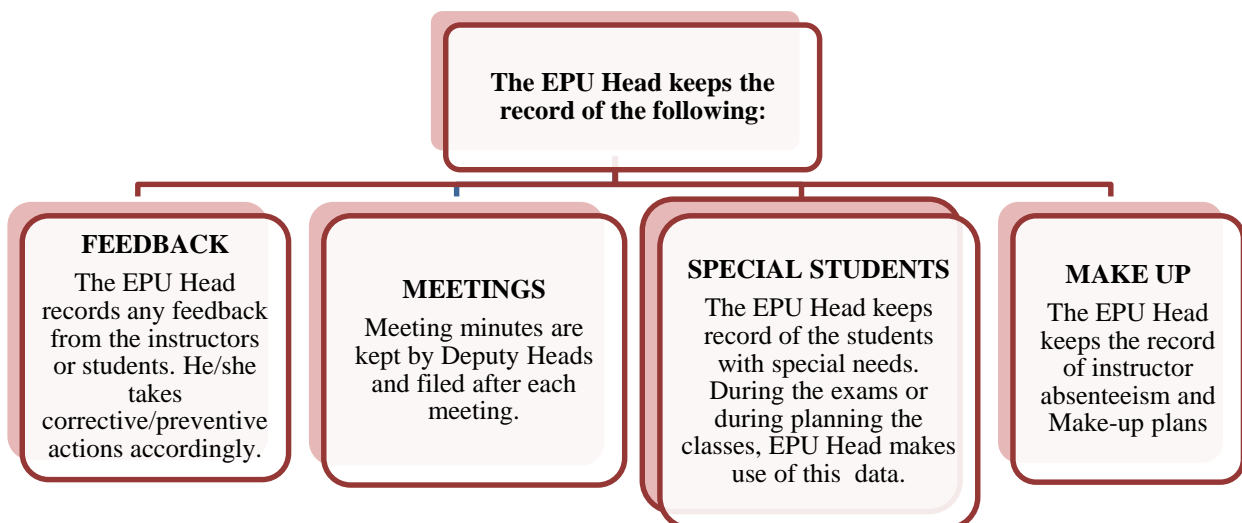 The EPU Head keeps the
record of the following:
FEEDBACK
The EPU Head
records any feedback
from the instructors
or students. He/she
takes
corrective/preventive
actions accordingly.
MEETINGS
Meeting minutes are
kept by Deputy Heads
and filed after each
meeting.
SPECIAL STUDENTS
The EPU Head keeps
record of the students
with special needs.
During the exams or
during planning the
classes, EPU Head makes
use of this data.
MAKE UP
The EPU Head
keeps the record
of instructor
absenteeism and
Make-up plans